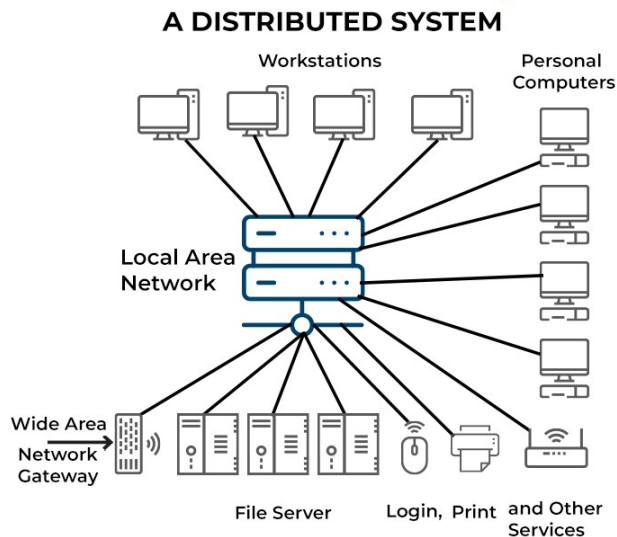 A DISTRIBUTED SYSTEM
Workstations
Personal
Computers
Local Area
Network
Wide Area
Network
Gateway
File Server
Login, Print and Other
Services